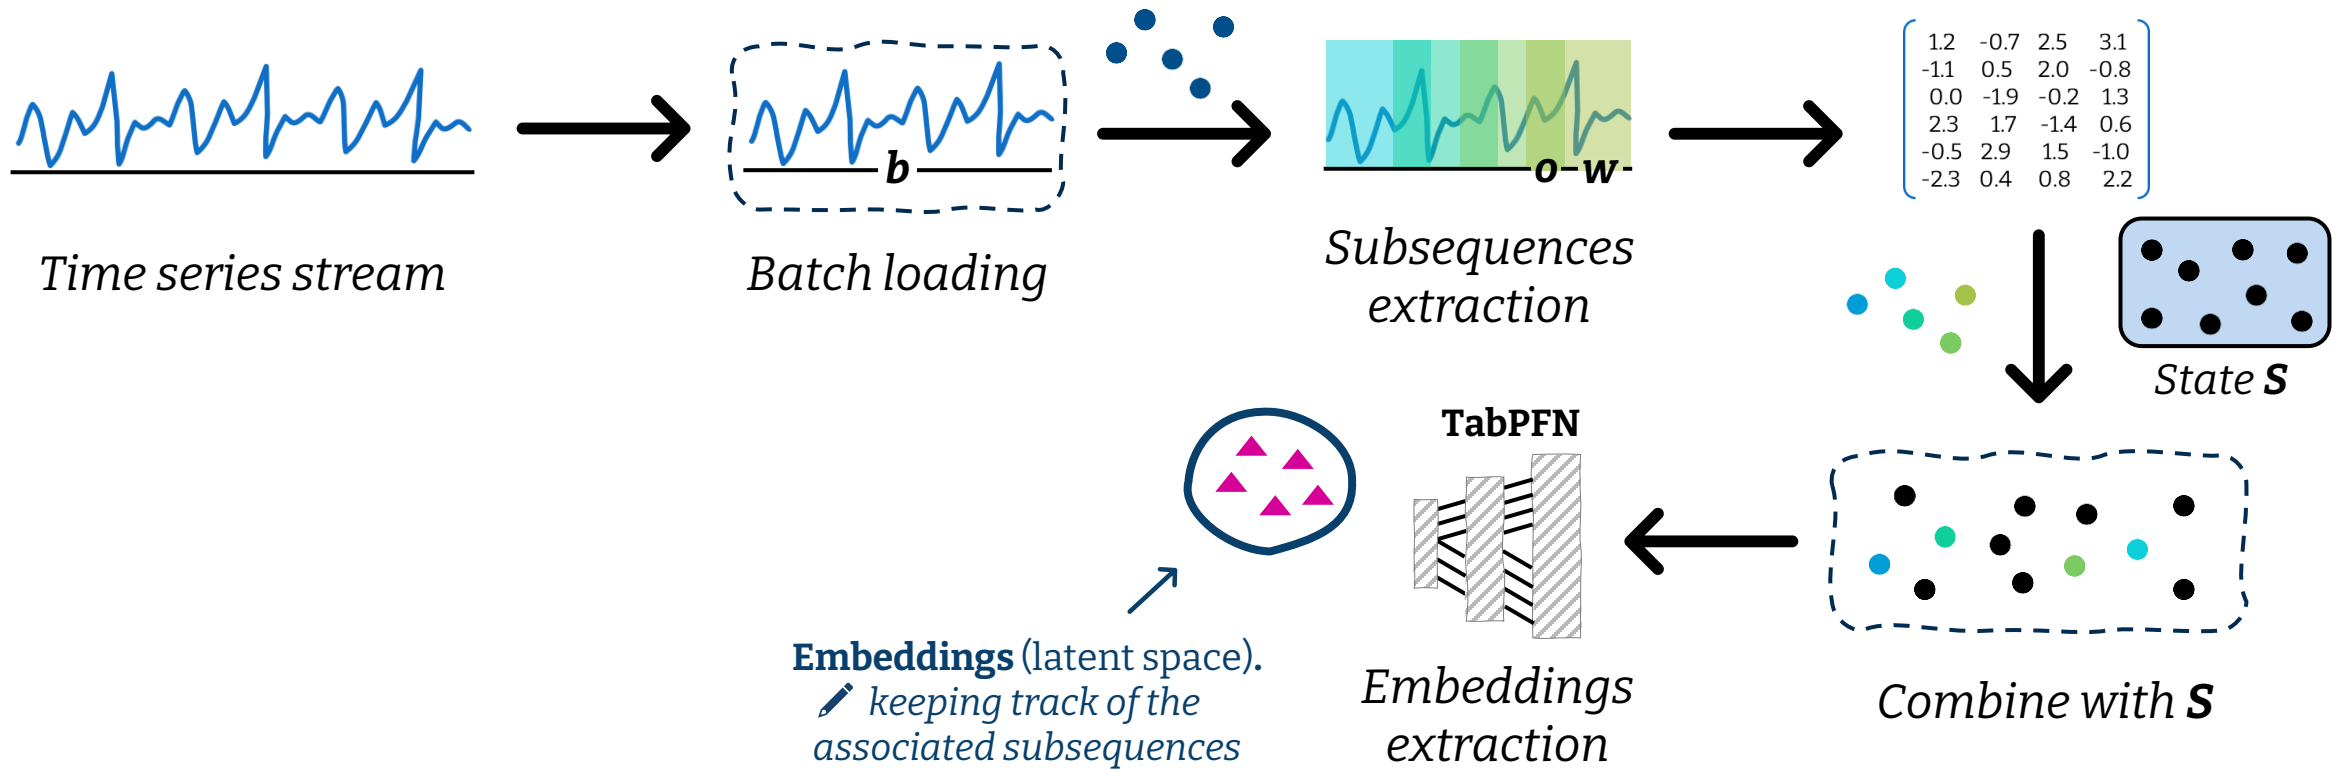 b
o w
1.2 -0.7 2.5 3.1
-1.1 0.5 2.0 -0.8
0.0 -1.9 -0.2 1.3
2.3 1.7 -1.4 0.6
-0.5 2.9 1.5 -1.0
-2.3 0.4 0.8 2.2
Time series stream
Batch loading
Subsequences
extraction
State S
TabPFN
Embeddings (latent space).
keeping track of the
associated subsequences
Embeddings
extraction
Combine with S